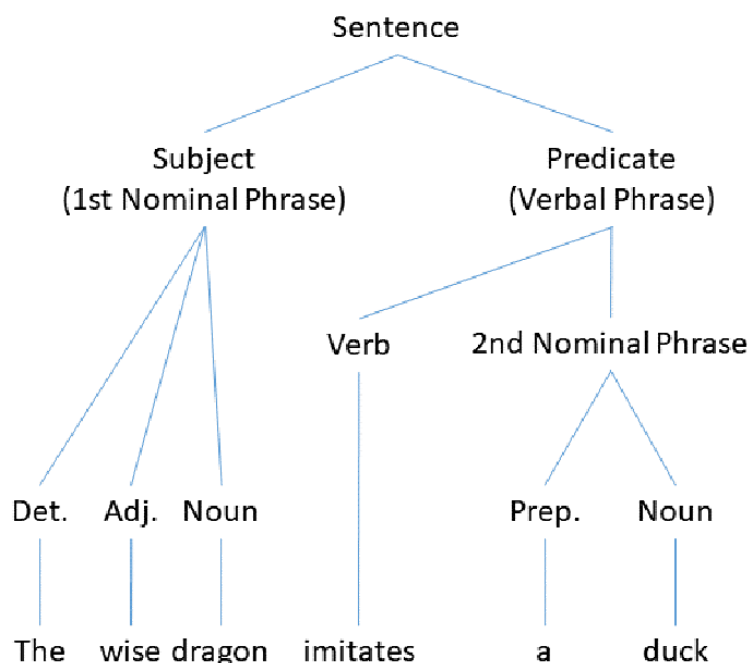 Sentence
Subject Predicate
(1st Nominal Phrase) (Verbal Phrase)
Verb 2nd Nominal Phrase
Det. Adj. Noun Prep. Noun
The wise dragon imitates a duck